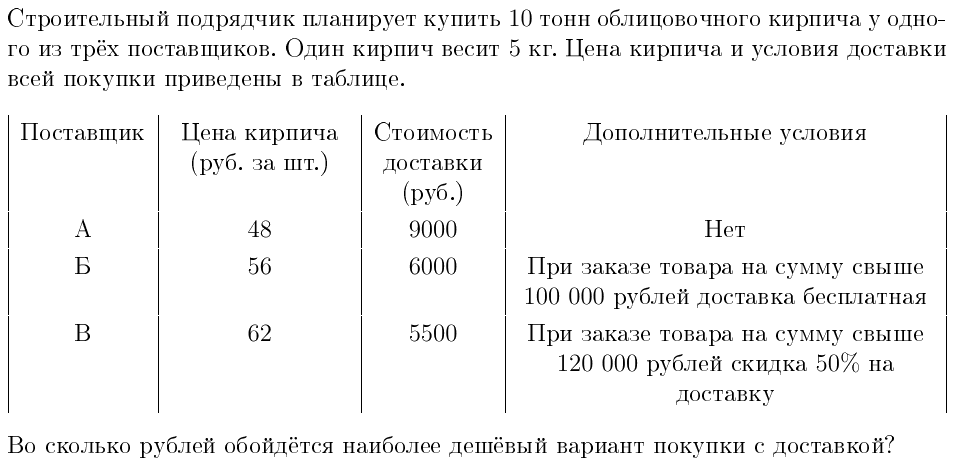 Строительный подрядчик планирует купить 10 тонн облицовочного кирпича у одно-
го из трёх поставщиков. Один кирпич весит 5 кг. Цена кирпича и условия доставки
всей покупки приведены в таблице.
Поставщик Цена кирпича Стоимость Дополнительные условия
(руб. за шт.) доставки
(руб.)
А 48 9000 Нет
Б 56 6000 При заказе товара на сумму свыше
100 000 рублей доставка бесплатная
В 62 5500 При заказе товара на сумму свыше
120 000 рублей скидка 50% на
доставку
Во сколько рублей обойдётся наиболее дешёвый вариант покупки с доставкой?